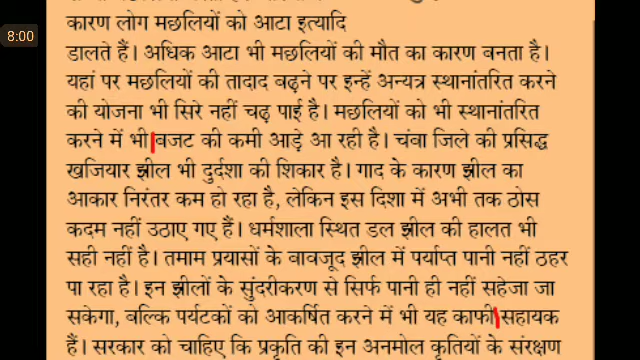 8:00
कारण लोग मछलियों को आटा इत्यादि
डालते हैं। अधिक आटा भी मछलियों की मौत का कारण बनता है।
यहां पर मछलियों की तादाद बढ़ने पर इन्हें अन्यत्र स्थानांतरित करने
की योजना भी सिरे नहीं चढ़ पाई है। मछलियों को भी स्थानांतरित
करने में भी बजट की कमी आड़े आ रही है। चंबा जिले की प्रसिद्ध
खजियार झील भी दुर्दशा की शिकार है। गाद के कारण झील का
आकार निरंतर कम हो रहा है, लेकिन इस दिशा में अभी तक ठोस
कदम नहीं उठाए गए हैं। धर्मशाला स्थित डल झील की हालत भी
सही नहीं है। तमाम प्रयासों के वावजूद झील में पर्याप्त पानी नहीं ठहर
पा रहा है। इन झीलों के सुंदरीकरण से सिर्फ पानी ही नहीं सहेजा जा
सकेगा, बल्कि पर्यटकों को आकर्षित करने में भी यह काफी सहायक
हैं। सरकार को चाहिए कि प्रकृति की इन अनमोल कृतियों के संरक्षण